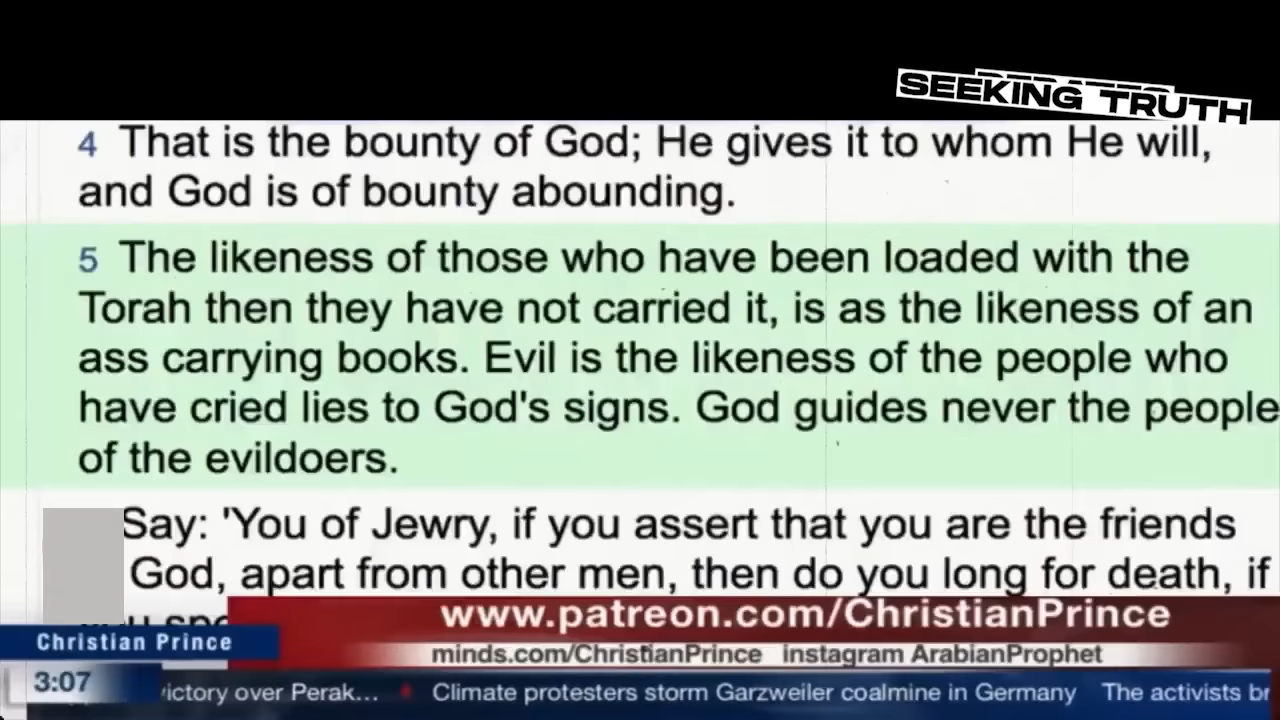 SEEKING TRUTH
4 That is the bounty of God; He gives it to whom He will,
and God is of bounty abounding.
5 The likeness of those who have been loaded with the
Torah then they have not carried it, is as the likeness of an
ass carrying books. Evil is the likeness of the people who
have cried lies to God's signs. God guides never the people
of the evildoers.
Say: 'You of Jewry, if you assert that you are the friends
God, apart from other men, then do you long for death, if
www.patreon.com/ChristianPrince
Christian Prince
minds.com/ChristianPrince instagram ArabianProphet
3:07
victory over Perak... Climate protesters storm Garzweiler coalmine in Germany The activists